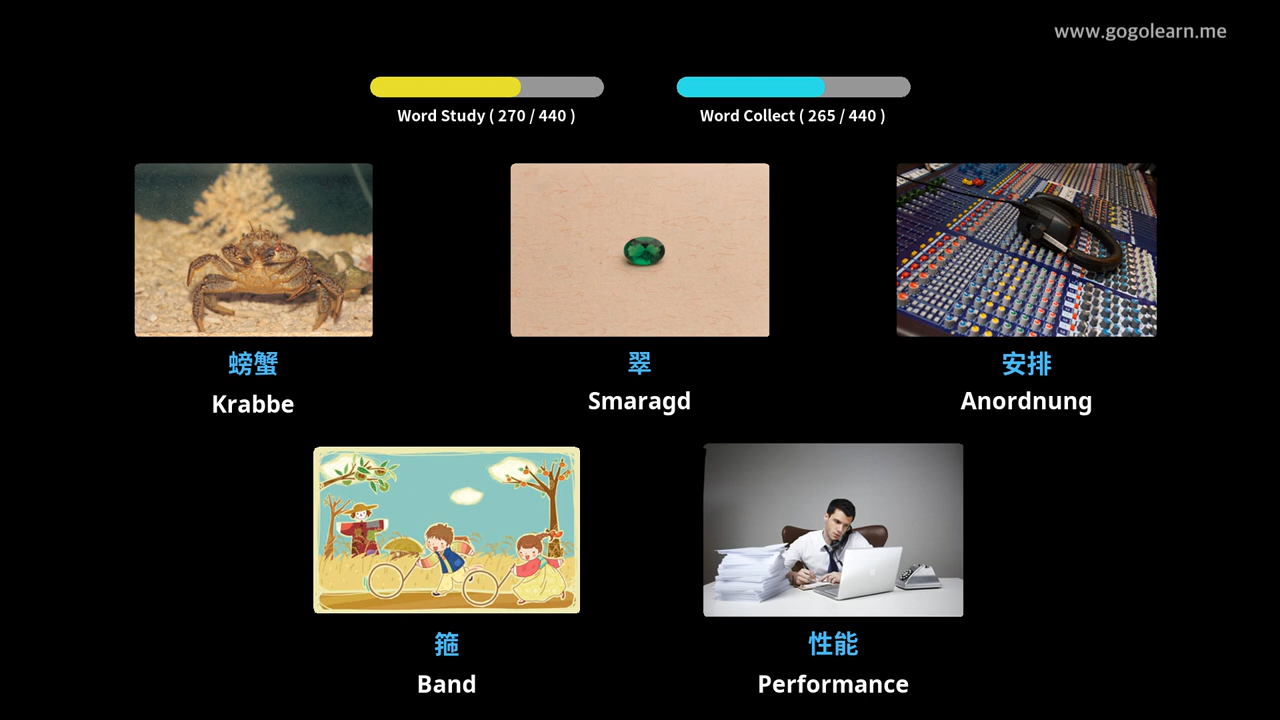 www.gogolearn.me
Word Study ( 270 / 440 )
Word Collect ( 265 / 440 )
螃蟹
Krabbe
翠
Smaragd
安排
Anordnung
箍
Band
性能
Performance